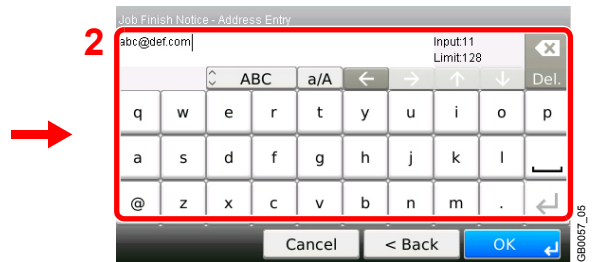 Job Finish Notice - Address Entry
2
abc@def.com
Input:11
Limit:128
ABC a/A ← → ↑ ↓ Del.
q w e r t y u i o p
a s d f g h j k l
@ z x c v b n m .
Cancel < Back OK
GB0057_05